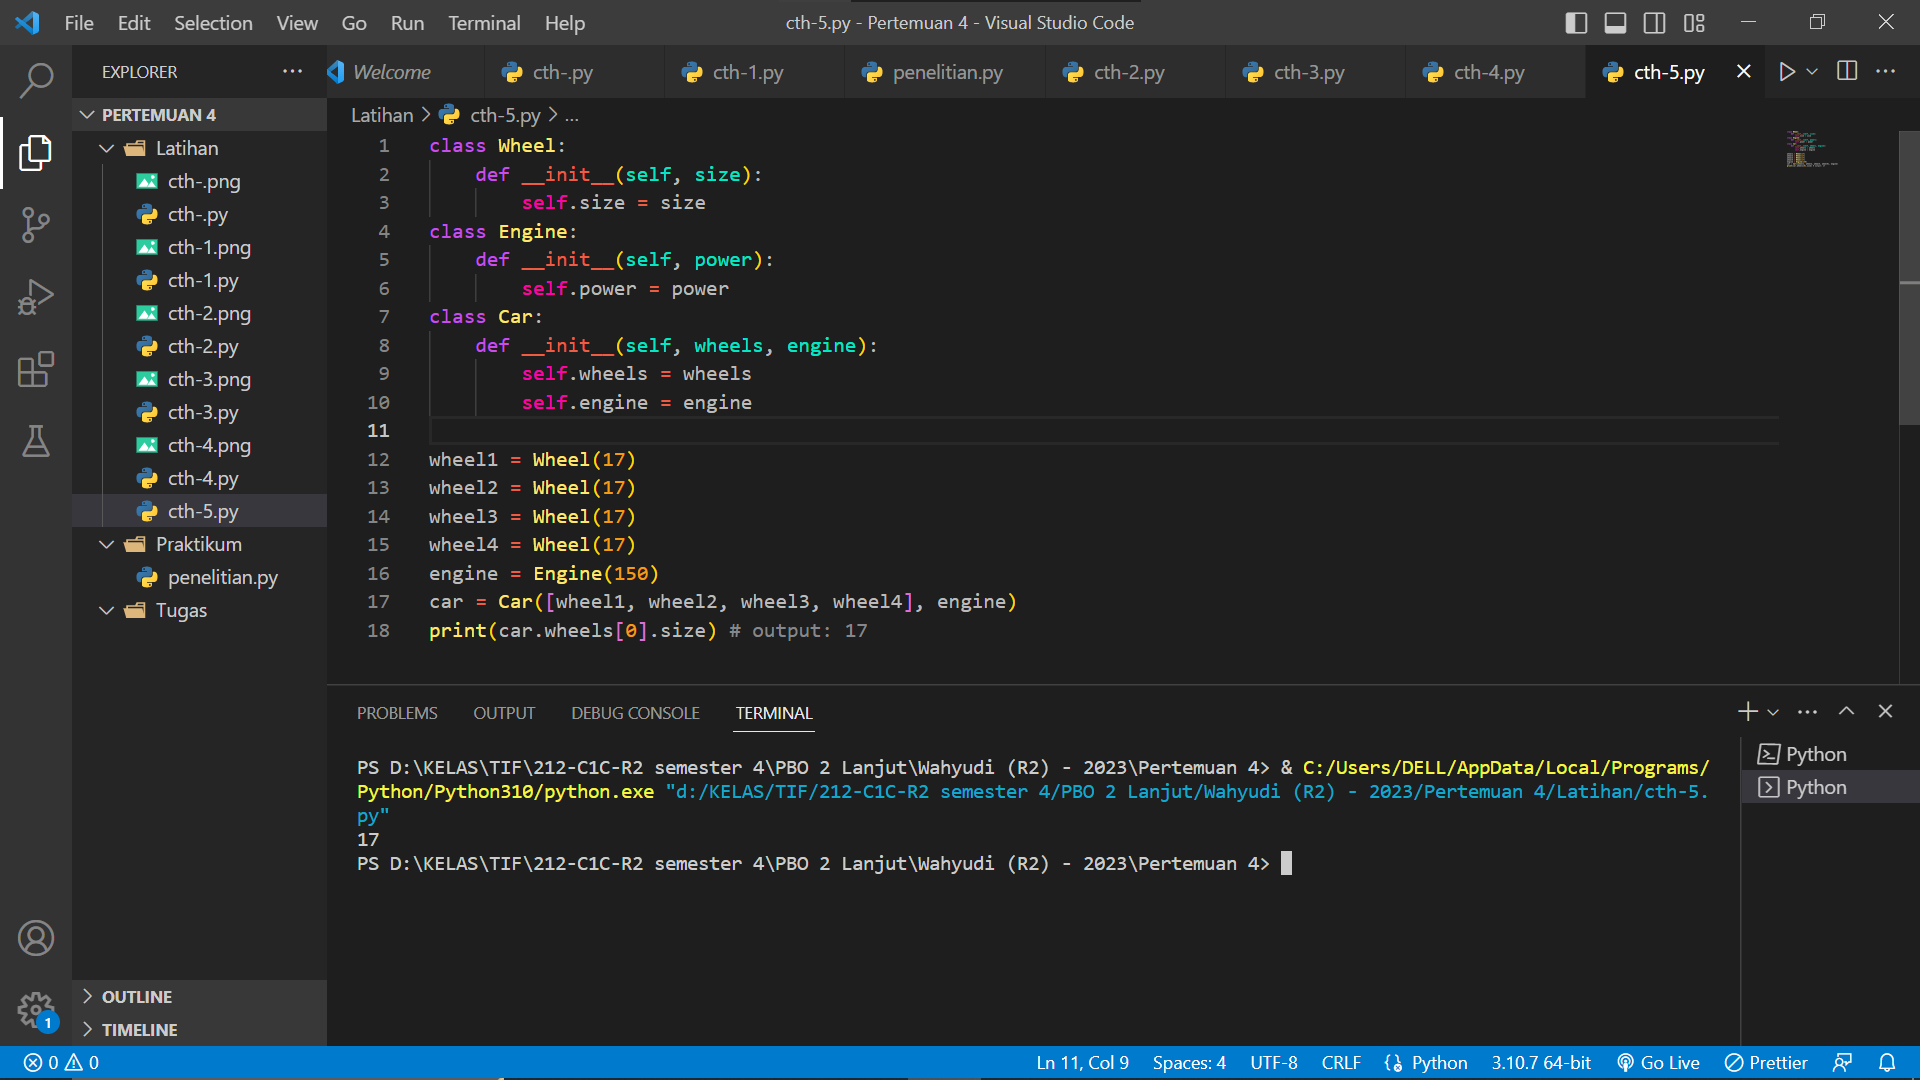 File Edit Selection View Go Run Terminal Help
cth-5.py - Pertemuan 4 - Visual Studio Code
EXPLORER
Welcome
cth-.py
cth-1.py
penelitian.py
cth-2.py
cth-3.py
cth-4.py
cth-5.py
PERTEMUAN 4
Latihan
cth-.png
cth-.py
cth-1.png
cth-1.py
cth-2.png
cth-2.py
cth-3.png
cth-3.py
cth-4.png
cth-4.py
cth-5.py
Praktikum
penelitian.py
Tugas
OUTLINE
TIMELINE
1
Latihan > cth-5.py > ...
1 class Wheel:
2     def __init__(self, size):
3         self.size = size
4 class Engine:
5     def __init__(self, power):
6         self.power = power
7 class Car:
8     def __init__(self, wheels, engine):
9         self.wheels = wheels
10         self.engine = engine
11
12 wheel1 = Wheel(17)
13 wheel2 = Wheel(17)
14 wheel3 = Wheel(17)
15 wheel4 = Wheel(17)
16 engine = Engine(150)
17 car = Car([wheel1, wheel2, wheel3, wheel4], engine)
18 print(car.wheels[0].size) # output: 17
PROBLEMS OUTPUT DEBUG CONSOLE TERMINAL
PS D:\KELAS\TIF\212-C1C-R2 semester 4\PBO 2 Lanjut\Wahyudi (R2) - 2023\Pertemuan 4> & C:/Users/DELL/AppData/Local/Programs/
Python/Python310/python.exe "d:/KELAS/TIF/212-C1C-R2 semester 4/PBO 2 Lanjut/Wahyudi (R2) - 2023/Pertemuan 4/Latihan/cth-5.
py"
17
PS D:\KELAS\TIF\212-C1C-R2 semester 4\PBO 2 Lanjut\Wahyudi (R2) - 2023\Pertemuan 4>
Python
Python
0 0
Ln 11, Col 9 Spaces: 4 UTF-8 CRLF Python 3.10.7 64-bit Go Live Prettier